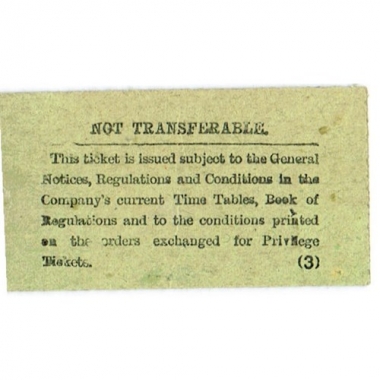 NOT TRANSFERABLE.
This ticket is issued subject to the General
Notices, Regulations and Conditions in the
Company's current Time Tables, Book of
Regulations and to the conditions printed
on the orders exchanged for Privilege
Tickets. (3)